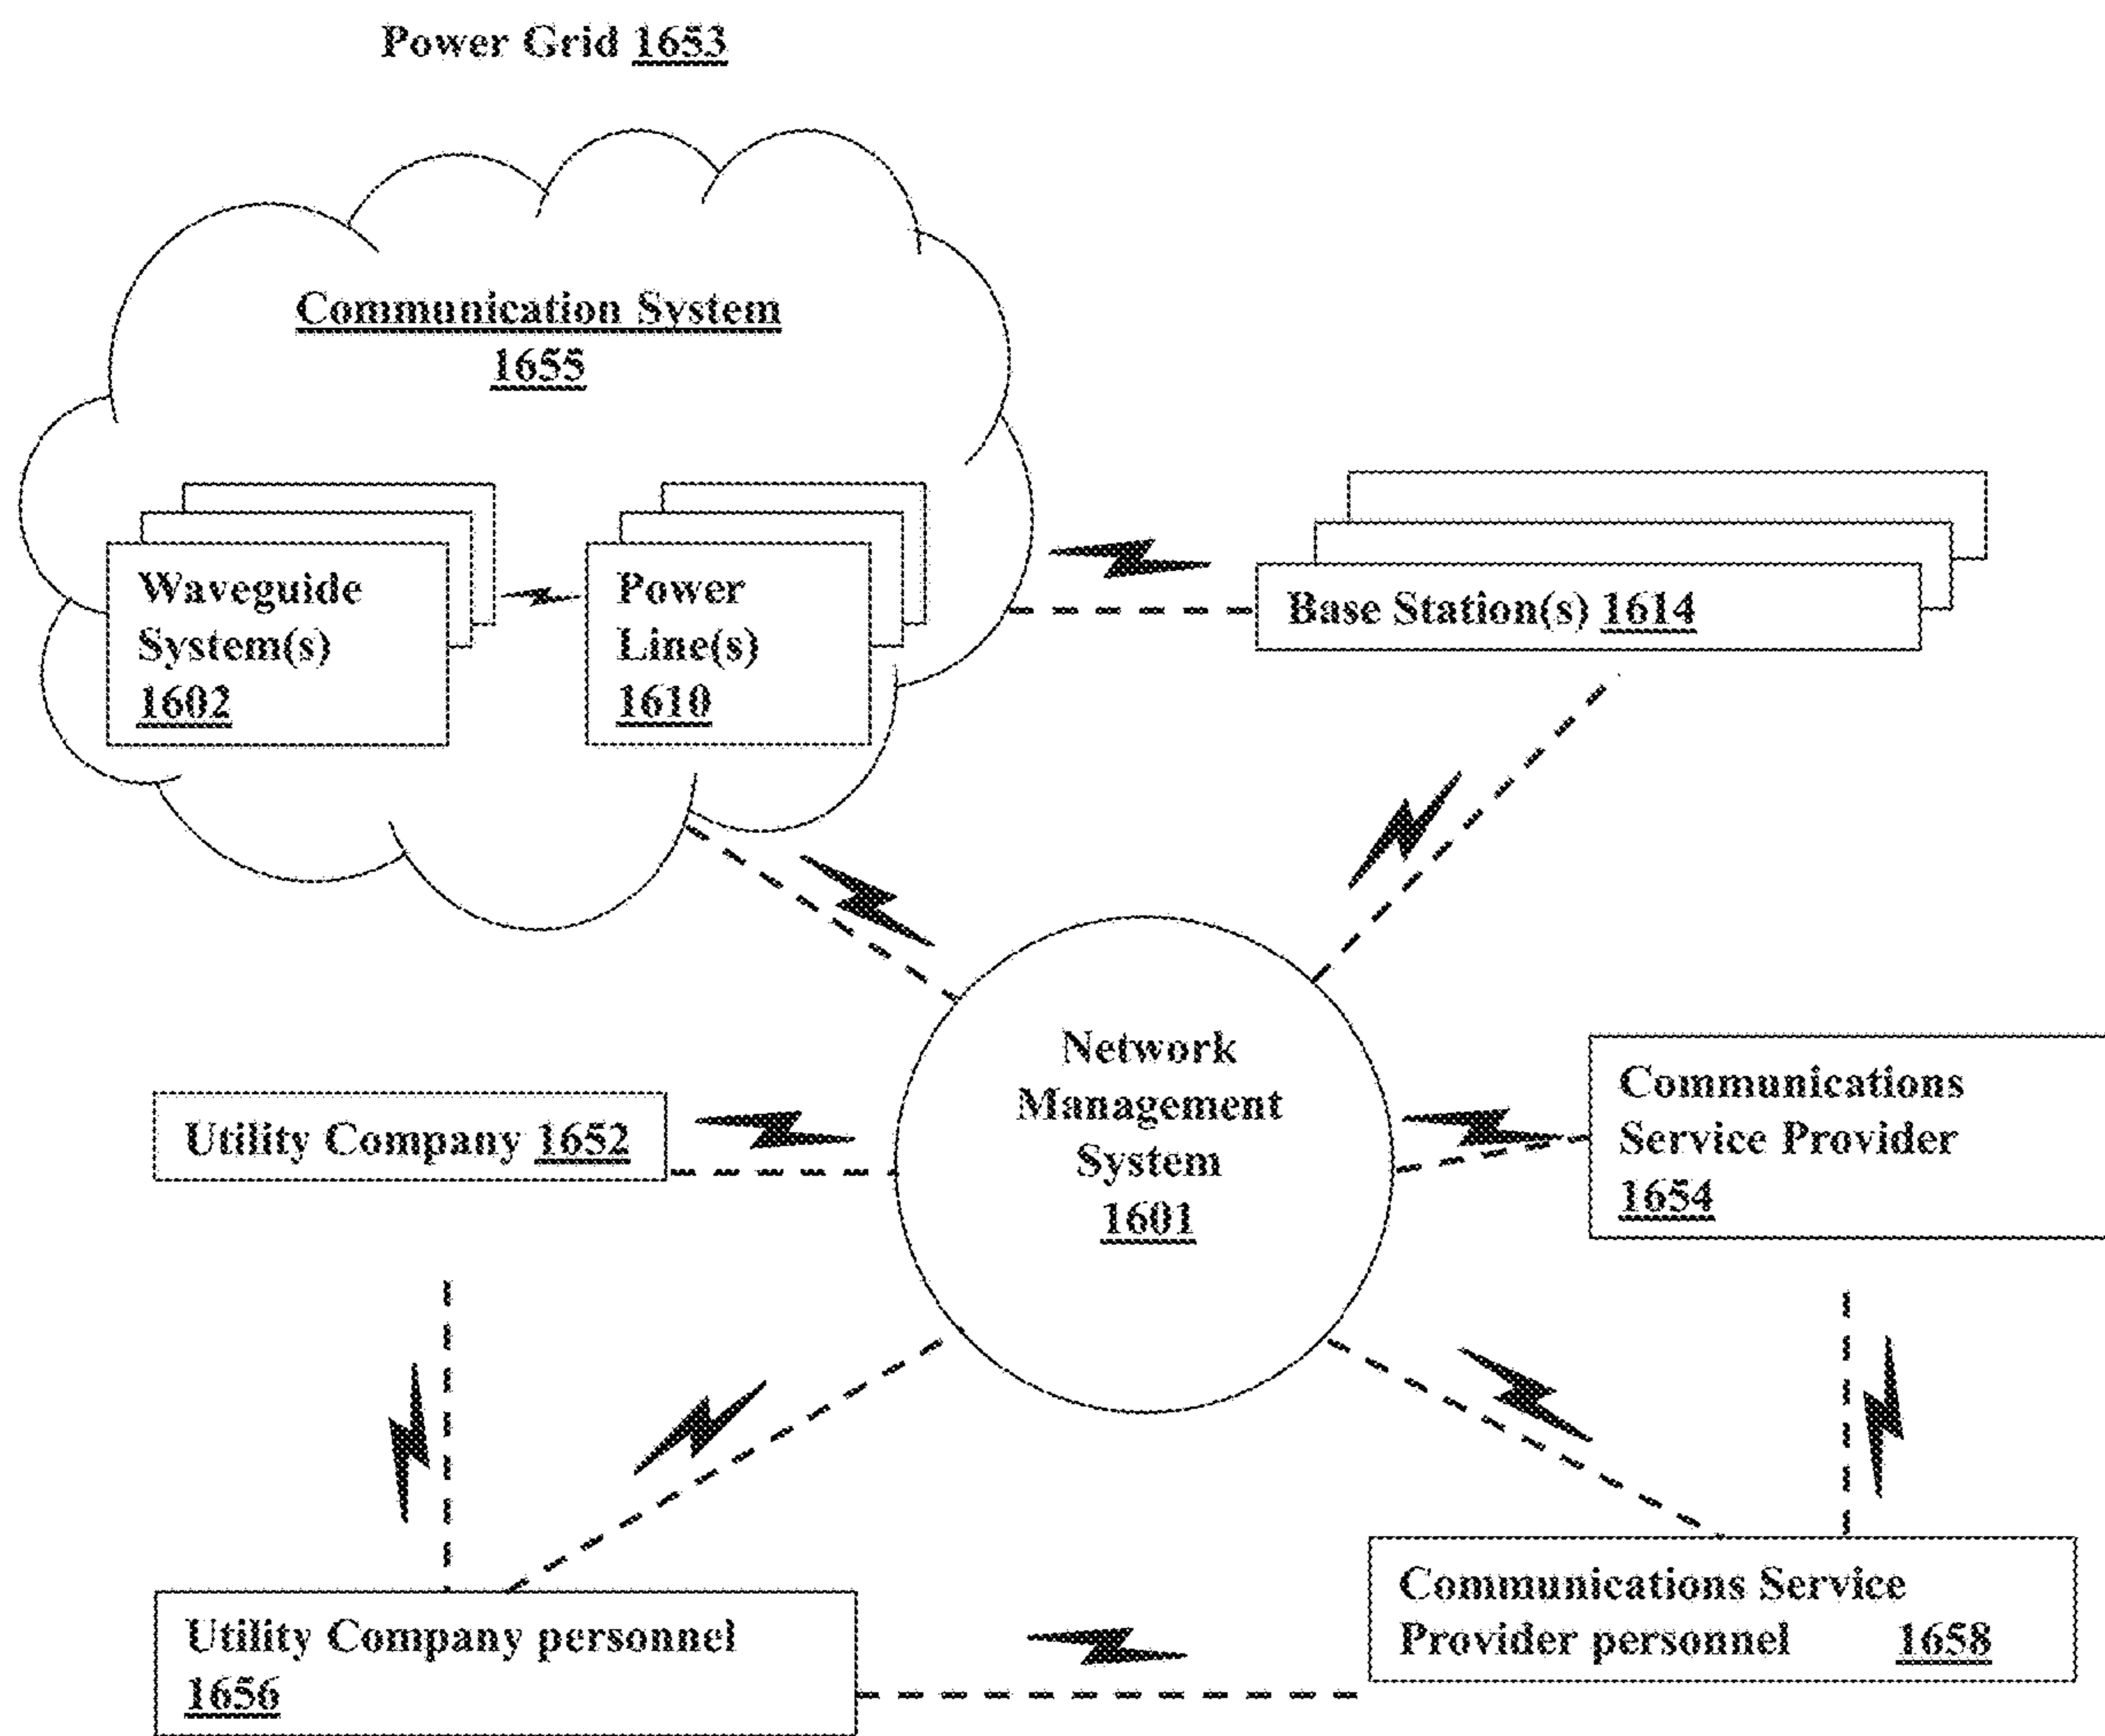 Power Grid 1653
Communication System
1655
Waveguide
System(s)
1602
Power
Line(s)
1610
Base Station(s) 1614
Network
Management
System
1601
Utility Company 1652
Communications
Service Provider
1654
Utility Company personnel
1656
Communications Service
Provider personnel 1658